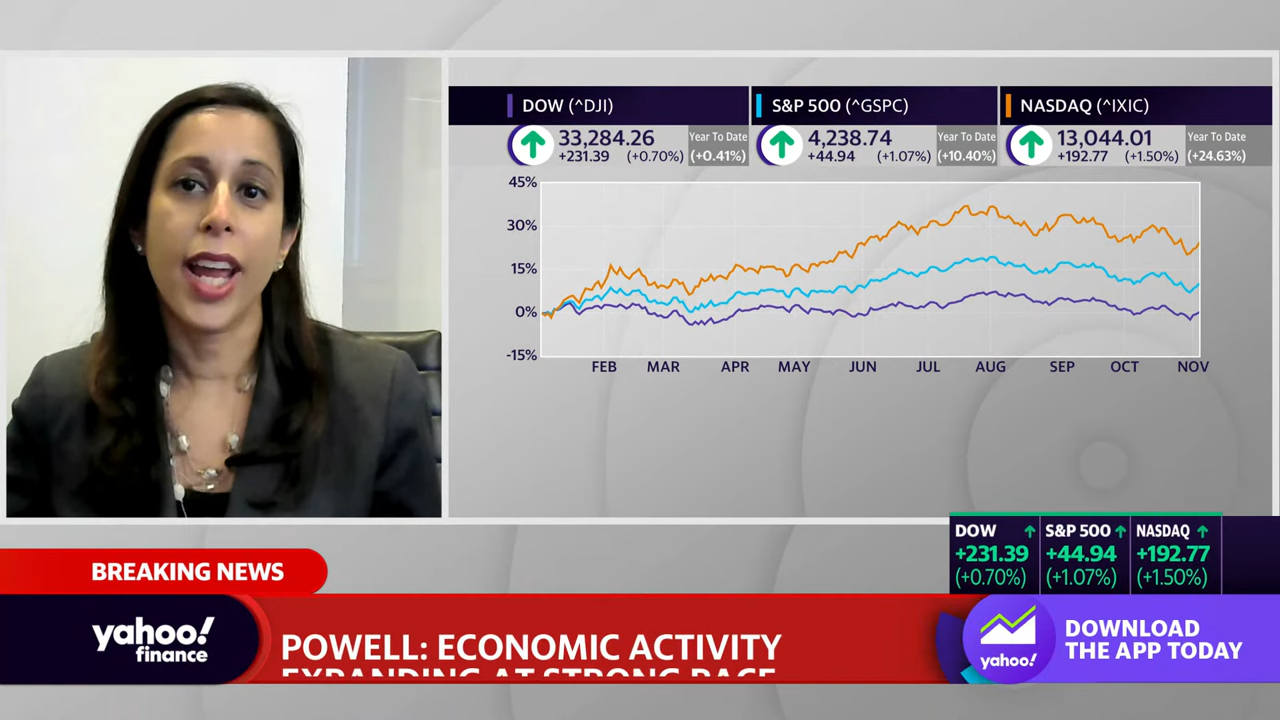 DOW (^DJI)
33,284.26
+231.39 (+0.70%)
Year To Date
(+0.41%)
S&P 500 (^GSPC)
4,238.74
+44.94 (+1.07%)
Year To Date
(+10.40%)
NASDAQ (^IXIC)
13,044.01
+192.77 (+1.50%)
Year To Date
(+24.63%)
45%
30%
15%
0%
-15%
FEB MAR APR MAY JUN JUL AUG SEP OCT NOV
DOW
+231.39
(+0.70%)
S&P 500
+44.94
(+1.07%)
NASDAQ
+192.77
(+1.50%)
BREAKING NEWS
yahoo!
finance
POWELL: ECONOMIC ACTIVITY
EXPANDING AT STRONG PACE
yahoo!
DOWNLOAD
THE APP TODAY